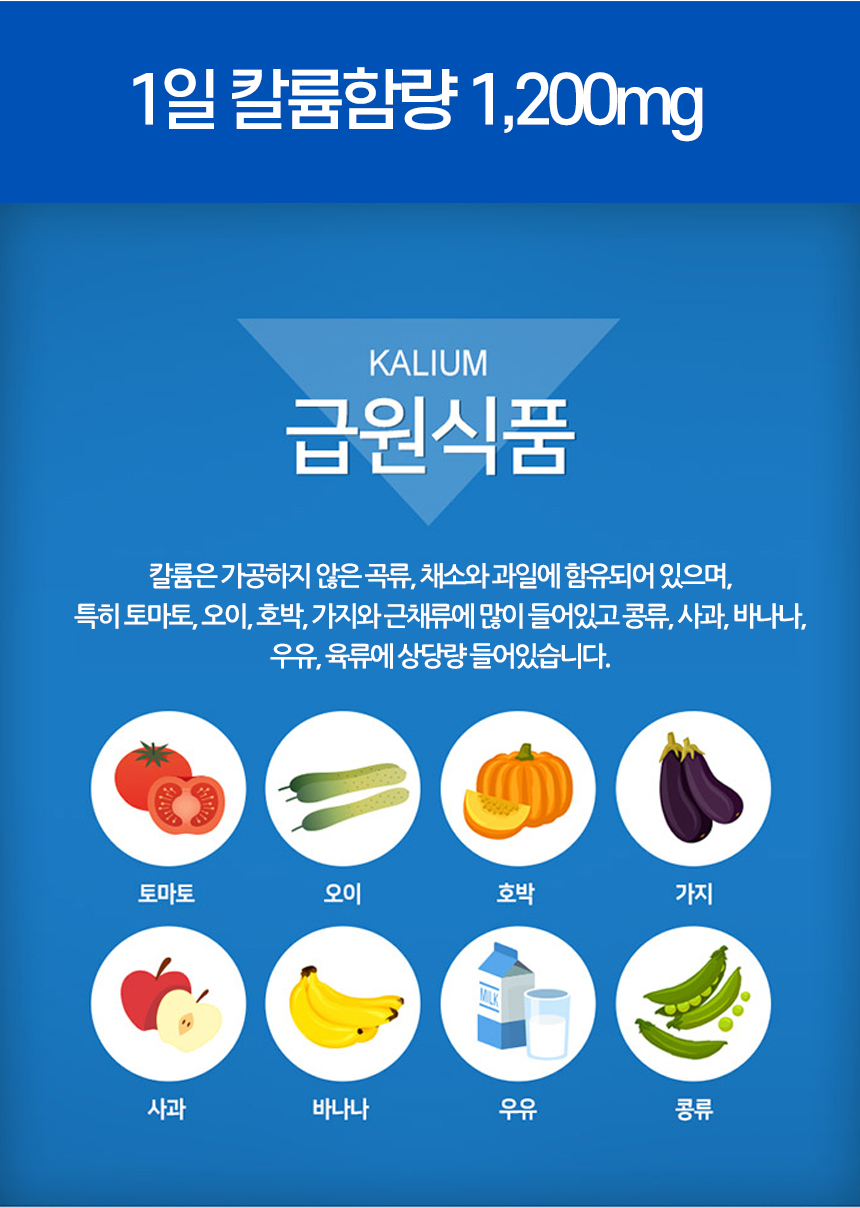 1일 칼륨함량 1,200mg
KALIUM
급원식품
칼륨은 가공하지 않은 곡류, 채소와 과일에 함유되어 있으며,
특히 토마토, 오이, 호박, 가지와 근채류에 많이 들어있고 콩류, 사과, 바나나,
우유, 육류에 상당량 들어있습니다.
토마토 오이 호박 가지
MILK
사과 바나나 우유 콩류